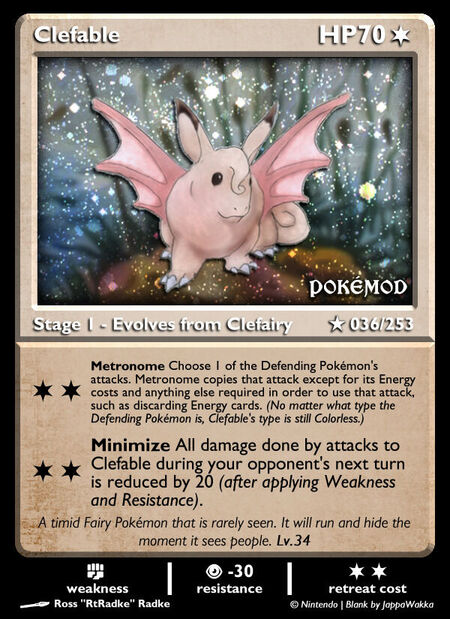 Clefable HP70
POKÉMOD
Stage 1 - Evolves from Clefairy ★ 036/253
Metronome Choose 1 of the Defending Pokémon's
attacks. Metronome copies that attack except for its Energy
costs and anything else required in order to use that attack,
such as discarding Energy cards. (No matter what type the
Defending Pokémon is, Clefable's type is still Colorless.)
Minimize All damage done by attacks to
Clefable during your opponent's next turn
is reduced by 20 (after applying Weakness
and Resistance).
A timid Fairy Pokémon that is rarely seen. It will run and hide the
moment it sees people. Lv.34
-30
weakness resistance retreat cost
Ross "RtRadke" Radke © Nintendo | Blank by JappaWakka